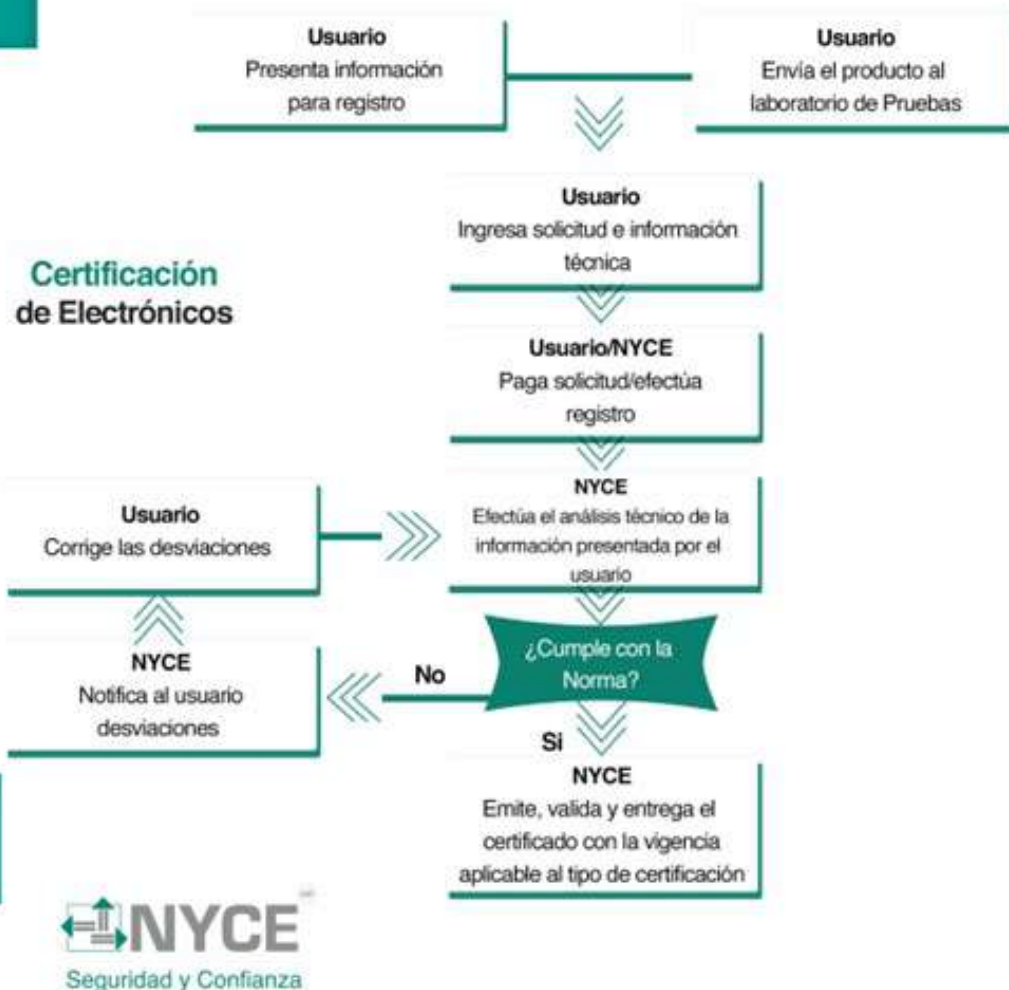 Usuario
Presenta información
para registro
Usuario
Envía el producto al
laboratorio de Pruebas
Usuario
Ingresa solicitud e información
técnica
Certificación
de Electrónicos
Usuario/NYCE
Paga solicitud/efectúa
registro
NYCE
Efectúa el análisis técnico de la
información presentada por el
usuario
Usuario
Corrige las desviaciones
¿Cumple con la
Norma?
No
NYCE
Notifica al usuario
desviaciones
Si
NYCE
Emite, valida y entrega el
certificado con la vigencia
aplicable al tipo de certificación
NYCE
Seguridad y Confianza